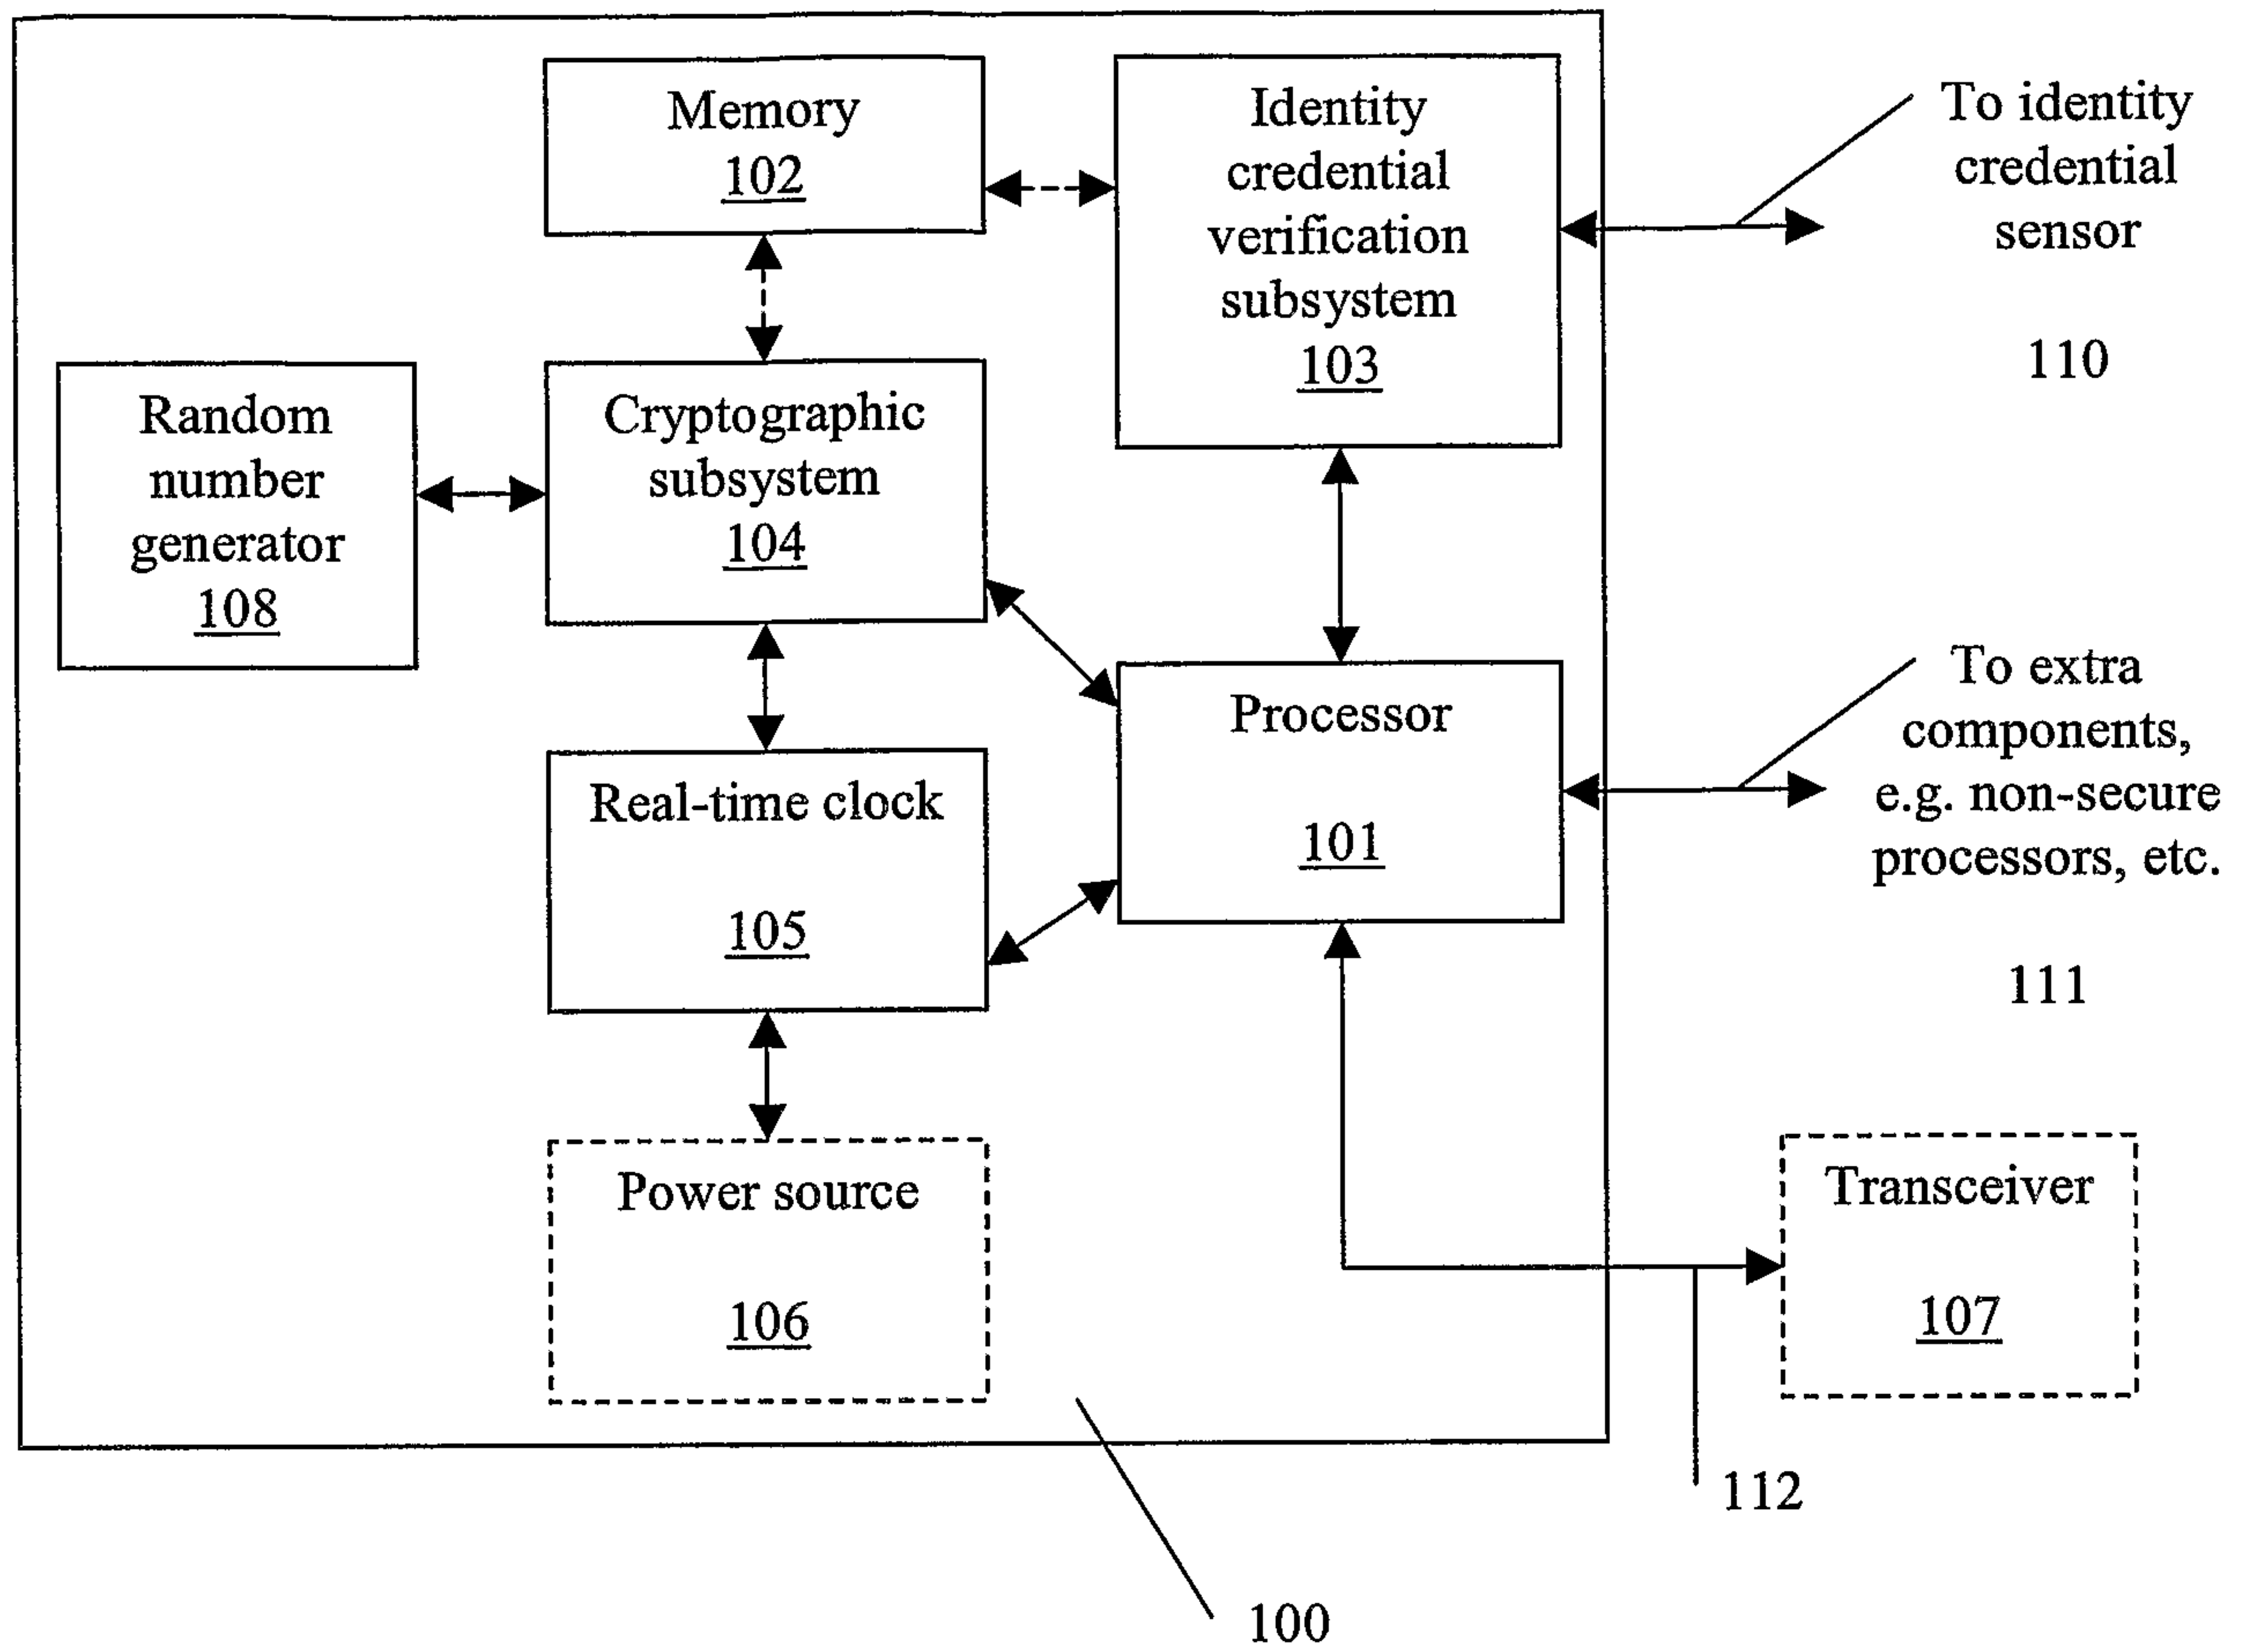 Memory
102
Identity
credential
verification
subsystem
103
To identity
credential
sensor
110
Random
number
generator
108
Cryptographic
subsystem
104
Processor
101
To extra
components,
e.g. non-secure
processors, etc.
111
Real-time clock
105
Power source
106
Transceiver
107
112
100